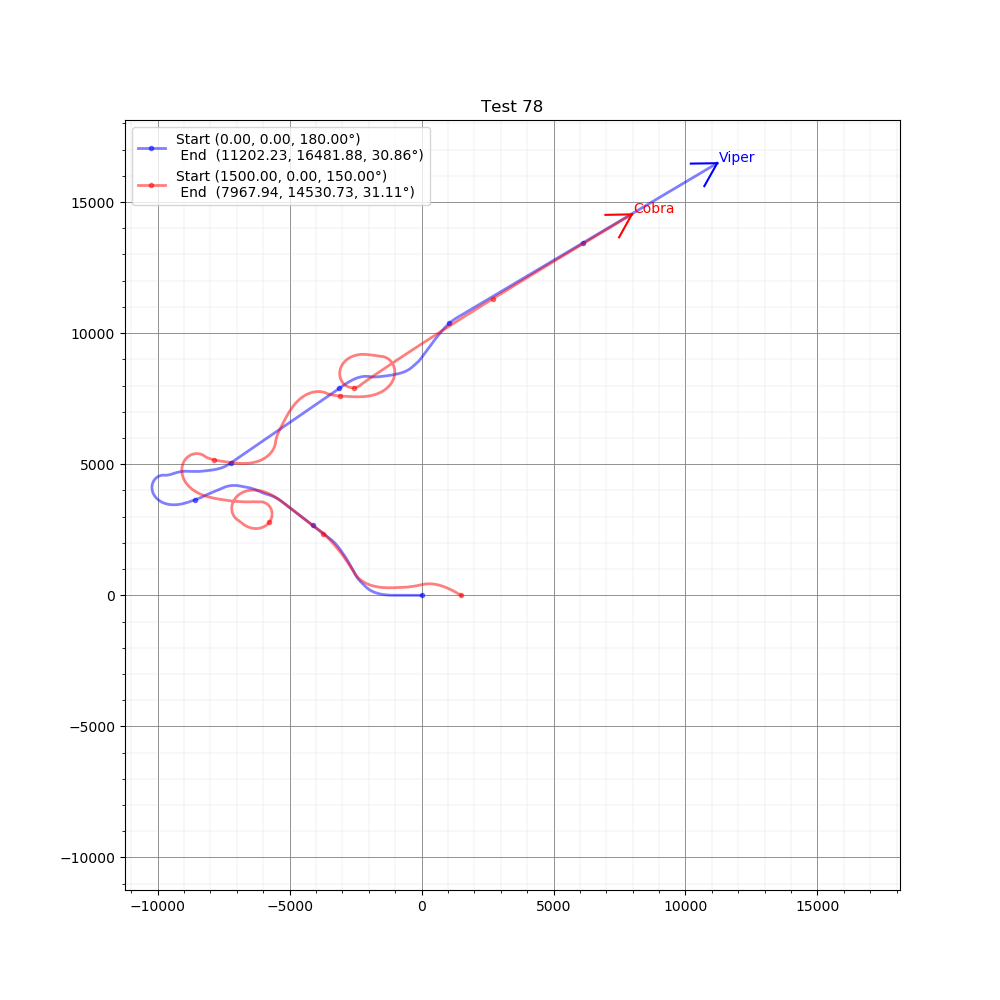 Test 78
Start (0.00, 0.00, 180.00°)
End  (11202.23, 16481.88, 30.86°)
Start (1500.00, 0.00, 150.00°)
End  (7967.94, 14530.73, 31.11°)
Viper
Cobra
15000
10000
5000
0
−5000
−10000
−10000
−5000
0
5000
10000
15000